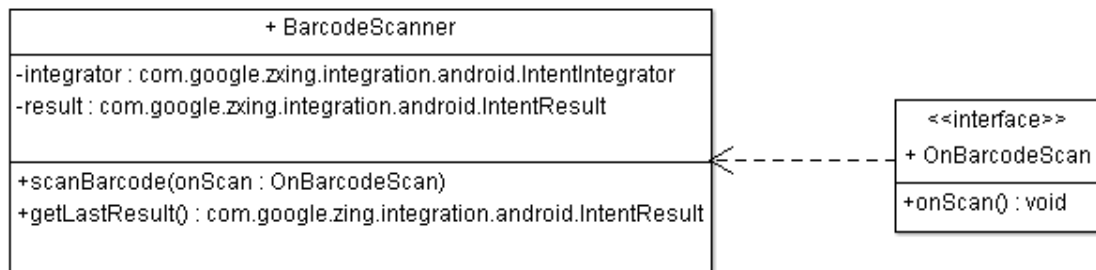 + BarcodeScanner
-integrator : com.google.zxing.integration.android.IntentIntegrator
-result : com.google.zxing.integration.android.IntentResult
+scanBarcode(onScan : OnBarcodeScan)
+getLastResult() : com.google.zing.integration.android.IntentResult
<<interface>>
+ OnBarcodeScan
+onScan() : void